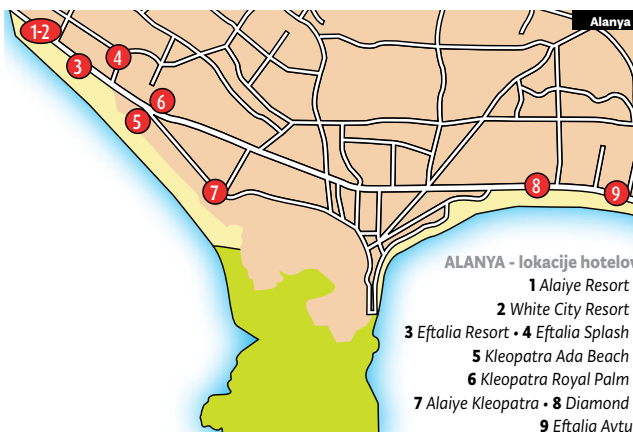 Alanya
1-2
4
3
6
5
7
8
9
ALANYA - lokacije hotelov
1 Alaiye Resort
2 White City Resort
3 Eftalia Resort • 4 Eftalia Splash
5 Kleopatra Ada Beach
6 Kleopatra Royal Palm
7 Alaiye Kleopatra • 8 Diamond
9 Eftalia Aytu